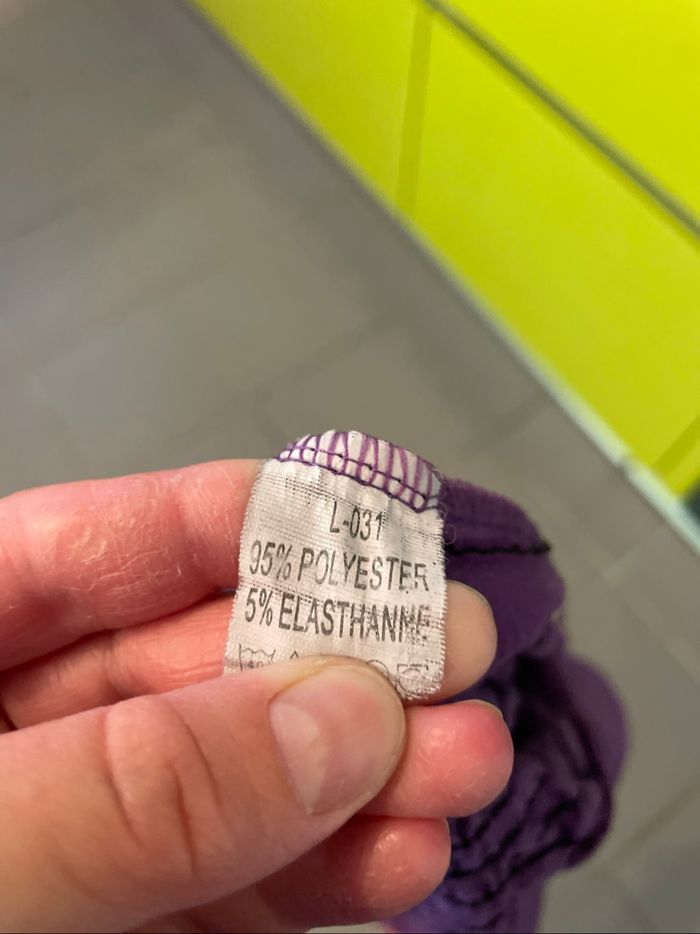 L-031
95% POLYESTER
5% ELASTHANNE